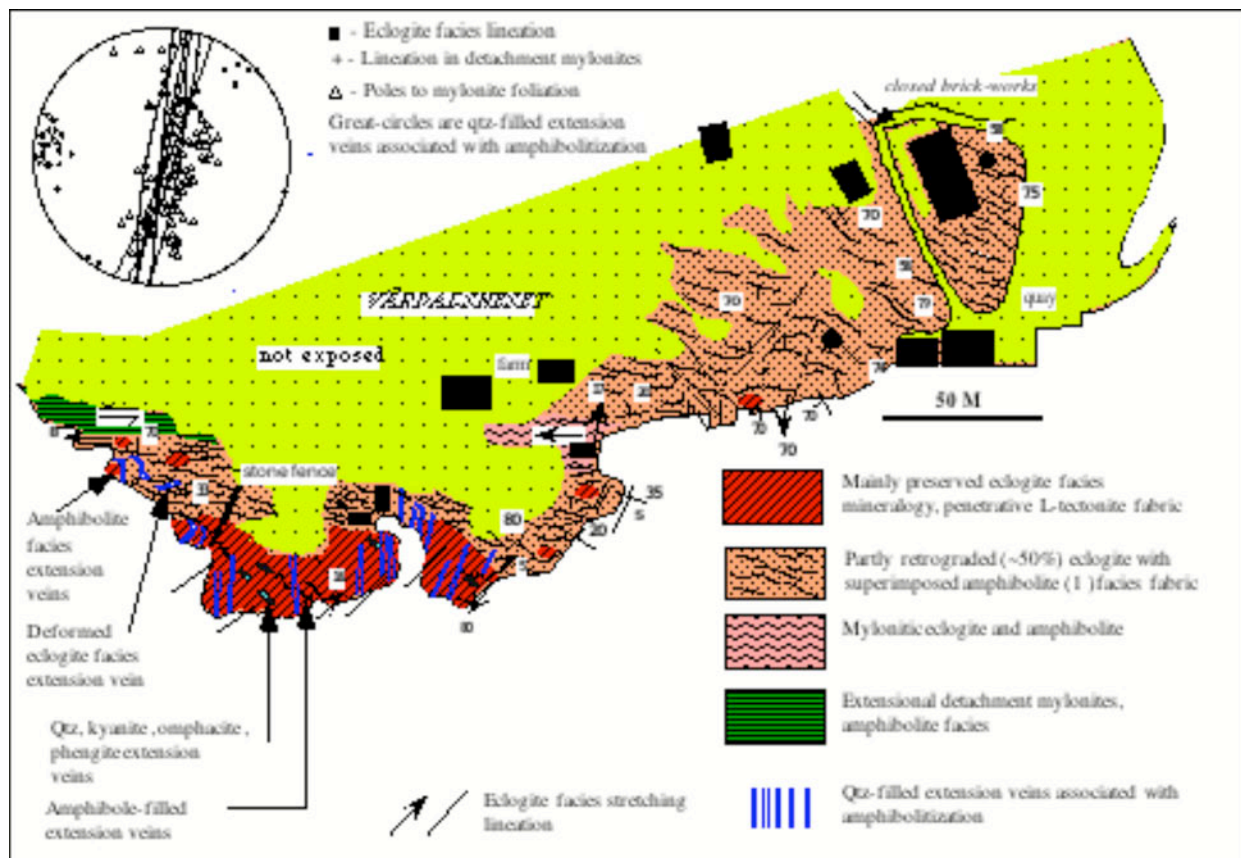 ■ - Eclogite facies lineation
+ - Lineation in detachment mylonites
△ - Poles to mylonite foliation
Great-circles are qtz-filled extension
veins associated with amphibolitization
closed brick-works
50
75
70
70
quay
not exposed
farm
50 M
70
70
70
stone fence
33
80
35
20
80
Amphibolite
facies
extension
veins
Deformed
eclogite facies
extension vein
Qtz, kyanite, omphacite,
phengite extension
veins
Amphibole-filled
extension veins
Eclogite facies stretching
lineation
Mainly preserved eclogite facies
mineralogy, penetrative L-tectonite fabric
Partly retrograded (~50%) eclogite with
superimposed amphibolite (1 ) facies fabric
Mylonitic eclogite and amphibolite
Extensional detachment mylonites,
amphibolite facies
Qtz-filled extension veins associated with
amphibolitization